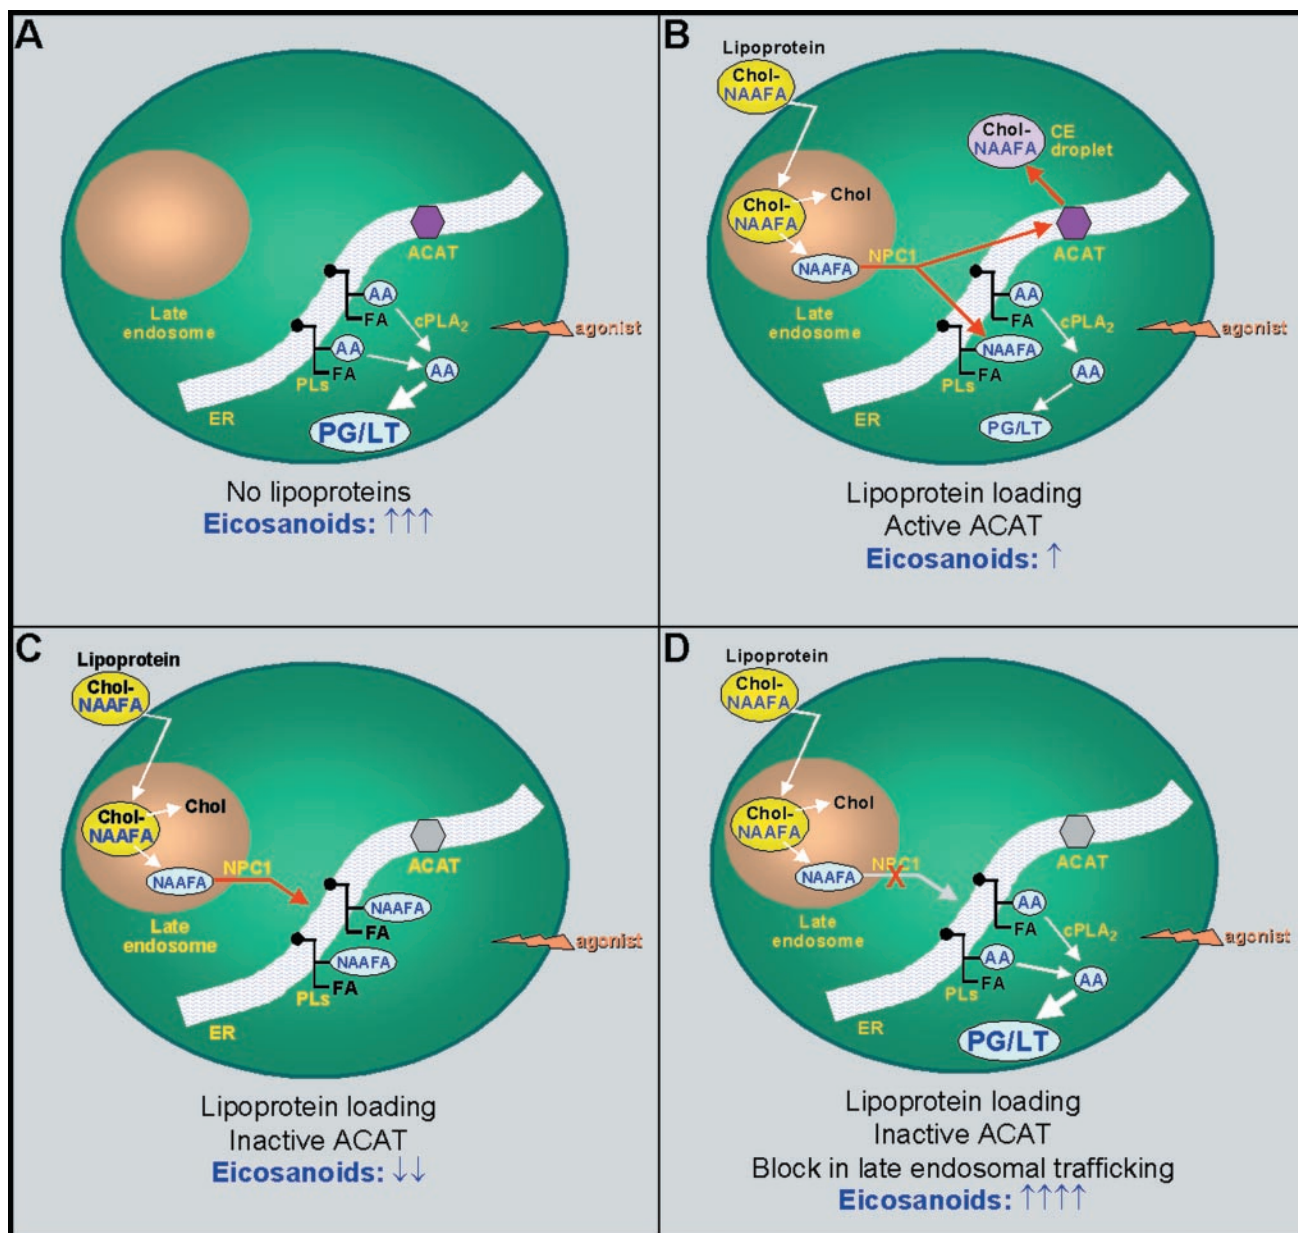 A
Late
endosome
ACAT
AA
FA
cPLA2
AA
FA
AA
PLs
ER
PG/LT
agonist
No lipoproteins
Eicosanoids: ↑↑↑
B
Lipoprotein
Chol-
NAAFA
Chol-
NAAFA
CE
droplet
Chol-
NAAFA
Chol
NAAFA
NPC1
ACAT
Late
endosome
AA
FA
cPLA2
NAAFA
FA
AA
PLs
ER
PG/LT
agonist
Lipoprotein loading
Active ACAT
Eicosanoids: ↑
C
Lipoprotein
Chol-
NAAFA
Chol-
NAAFA
Chol
NAAFA
NPC1
ACAT
Late
endosome
NAAFA
FA
NAAFA
FA
PLs
ER
agonist
Lipoprotein loading
Inactive ACAT
Eicosanoids: ↓↓
D
Lipoprotein
Chol-
NAAFA
Chol-
NAAFA
Chol
NAAFA
NPC1
X
ACAT
Late
endosome
AA
FA
cPLA2
AA
FA
AA
PLs
ER
PG/LT
agonist
Lipoprotein loading
Inactive ACAT
Block in late endosomal trafficking
Eicosanoids: ↑↑↑↑